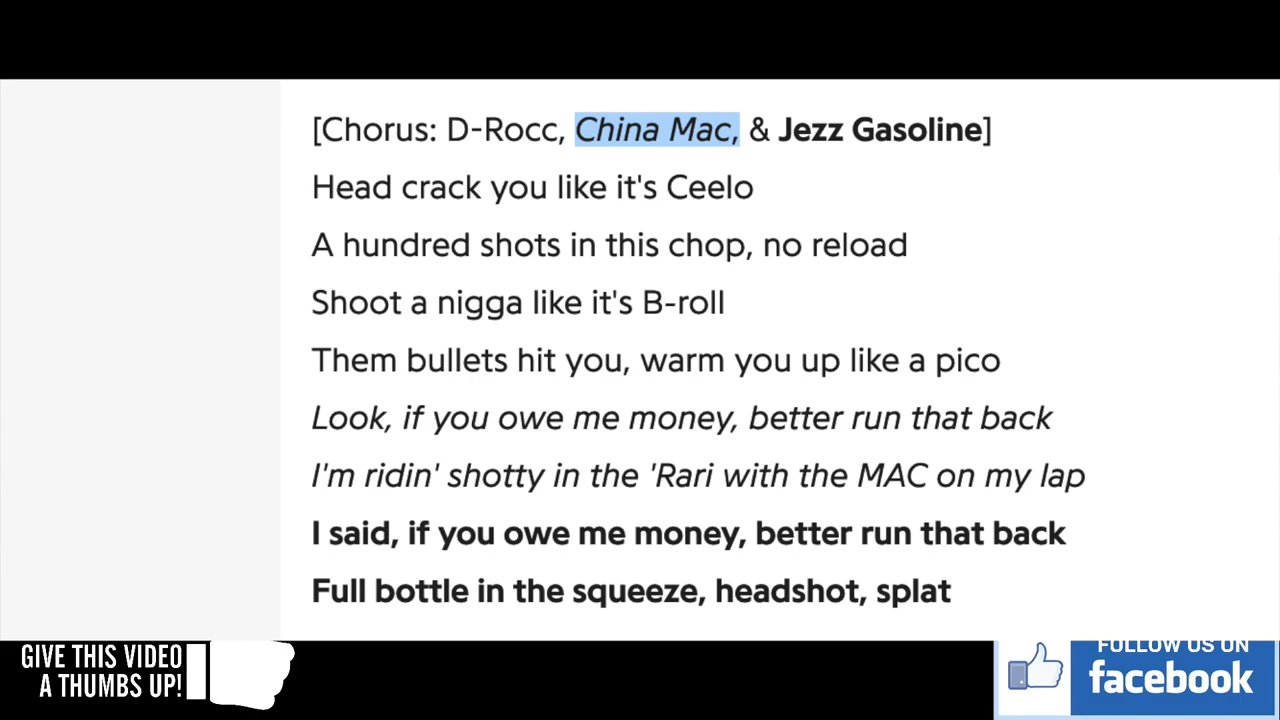 [Chorus: D-Rocc, China Mac, & Jezz Gasoline]
Head crack you like it's Ceelo
A hundred shots in this chop, no reload
Shoot a nigga like it's B-roll
Them bullets hit you, warm you up like a pico
Look, if you owe me money, better run that back
I'm ridin' shotty in the 'Rari with the MAC on my lap
I said, if you owe me money, better run that back
Full bottle in the squeeze, headshot, splat
GIVE THIS VIDEO
A THUMBS UP!
FOLLOW US ON
facebook